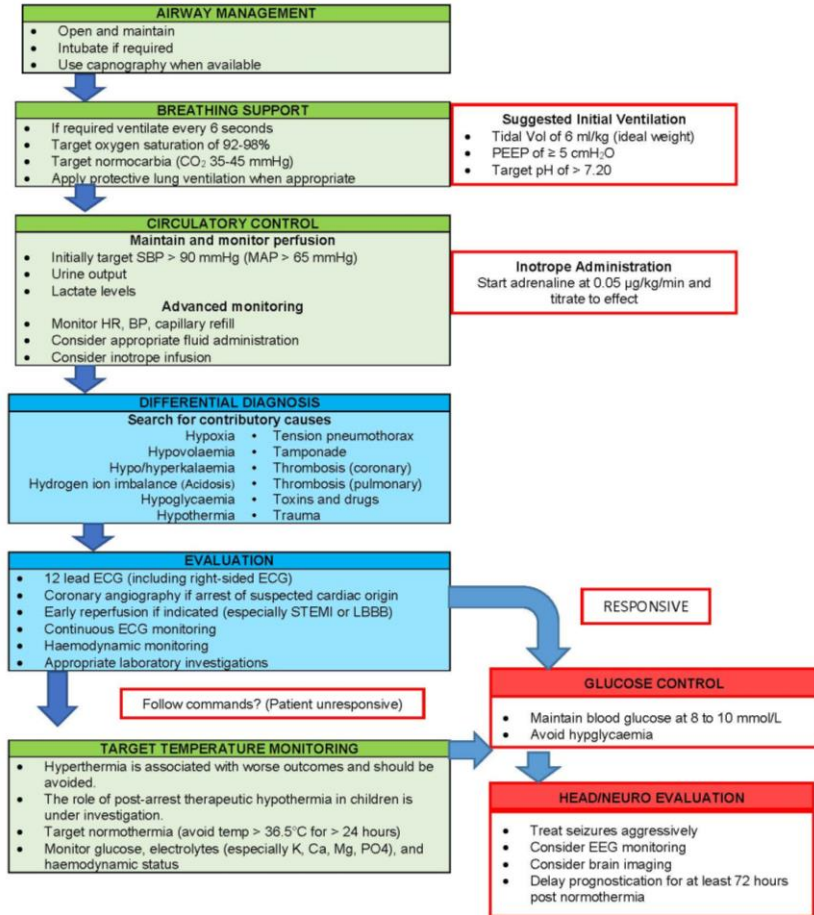 AIRWAY MANAGEMENT
• Open and maintain
• Intubate if required
• Use capnography when available
BREATHING SUPPORT
• If required ventilate every 6 seconds
• Target oxygen saturation of 92-98%
• Target normocarbia (CO₂ 35-45 mmHg)
• Apply protective lung ventilation when appropriate
Suggested Initial Ventilation
• Tidal Vol of 6 ml/kg (ideal weight)
• PEEP of ≥ 5 cmH₂O
• Target pH of > 7.20
CIRCULATORY CONTROL
Maintain and monitor perfusion
• Initially target SBP > 90 mmHg (MAP > 65 mmHg)
• Urine output
• Lactate levels
Advanced monitoring
• Monitor HR, BP, capillary refill
• Consider appropriate fluid administration
• Consider inotrope infusion
Inotrope Administration
Start adrenaline at 0.05 µg/kg/min and
titrate to effect
DIFFERENTIAL DIAGNOSIS
Search for contributory causes
Hypoxia • Tension pneumothorax
Hypovolaemia • Tamponade
Hypo/hyperkalaemia • Thrombosis (coronary)
Hydrogen ion imbalance (Acidosis) • Thrombosis (pulmonary)
Hypoglycaemia • Toxins and drugs
Hypothermia • Trauma
EVALUATION
• 12 lead ECG (including right-sided ECG)
• Coronary angiography if arrest of suspected cardiac origin
• Early reperfusion if indicated (especially STEMI or LBBB)
• Continuous ECG monitoring
• Haemodynamic monitoring
• Appropriate laboratory investigations
RESPONSIVE
Follow commands? (Patient unresponsive)
GLUCOSE CONTROL
• Maintain blood glucose at 8 to 10 mmol/L
• Avoid hypglycaemia
TARGET TEMPERATURE MONITORING
• Hyperthermia is associated with worse outcomes and should be
avoided.
• The role of post-arrest therapeutic hypothermia in children is
under investigation.
• Target normothermia (avoid temp > 36.5°C for > 24 hours)
• Monitor glucose, electrolytes (especially K, Ca, Mg, PO4), and
haemodynamic status
HEAD/NEURO EVALUATION
• Treat seizures aggressively
• Consider EEG monitoring
• Consider brain imaging
• Delay prognostication for at least 72 hours
post normothermia